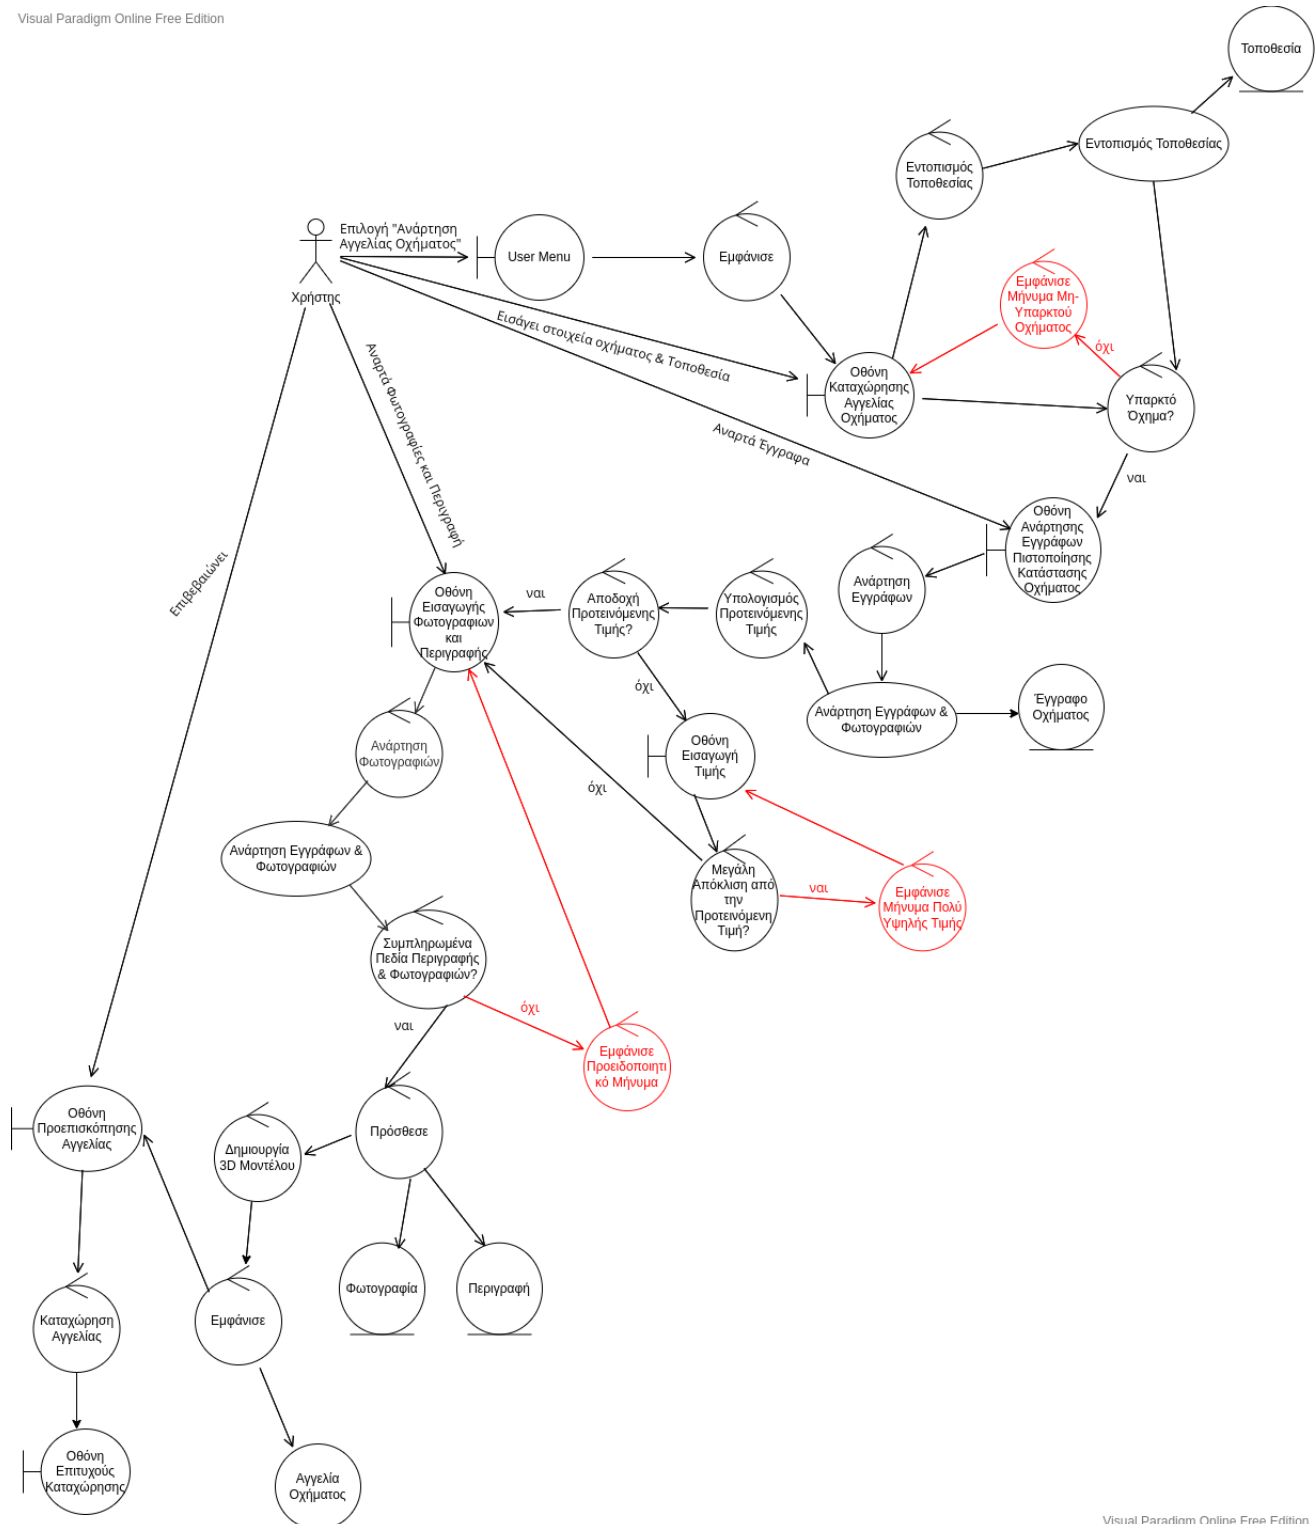 Visual Paradigm Online Free Edition
Τοποθεσία
Εντοπισμός Τοποθεσίας
Εντοπισμός
Τοποθεσίας
Επιλογή "Ανάρτηση
Αγγελίας Οχήματος"
User Menu
Εμφάνισε
Χρήστης
Εμφάνισε
Μήνυμα Μη-
Υπαρκτού
Οχήματος
όχι
Εισάγει στοιχεία οχήματος & Τοποθεσία
Οθόνη
Καταχώρησης
Αγγελίας
Οχήματος
Υπαρκτό
Όχημα?
ναι
Αναρτά Φωτογραφίες και Περιγραφή
Αναρτά Έγγραφα
Επιβεβαιώνει
Οθόνη
Ανάρτησης
Εγγράφων
Πιστοποίησης
Κατάστασης
Οχήματος
Ανάρτηση
Εγγράφων
Υπολογισμός
Προτεινόμενης
Τιμής
Αποδοχή
Προτεινόμενης
Τιμής?
ναι
Οθόνη
Εισαγωγής
Φωτογραφιων
και
Περιγραφής
όχι
Ανάρτηση Εγγράφων &
Φωτογραφιών
Έγγραφο
Οχήματος
Οθόνη
Εισαγωγή
Τιμής
Ανάρτηση
Φωτογραφιών
όχι
Ανάρτηση Εγγράφων &
Φωτογραφιών
Μεγάλη
Απόκλιση από
την
Προτεινόμενη
Τιμή?
ναι
Εμφάνισε
Μήνυμα Πολύ
Υψηλής Τιμής
Συμπληρωμένα
Πεδία Περιγραφής
& Φωτογραφιών?
όχι
ναι
Εμφάνισε
Προειδοποιητι
κό Μήνυμα
Οθόνη
Προεπισκόπησης
Αγγελίας
Δημιουργία
3D Μοντέλου
Πρόσθεσε
Φωτογραφία
Περιγραφή
Καταχώρηση
Αγγελίας
Εμφάνισε
Οθόνη
Επιτυχούς
Καταχώρησης
Αγγελία
Οχήματος
Visual Paradigm Online Free Edition